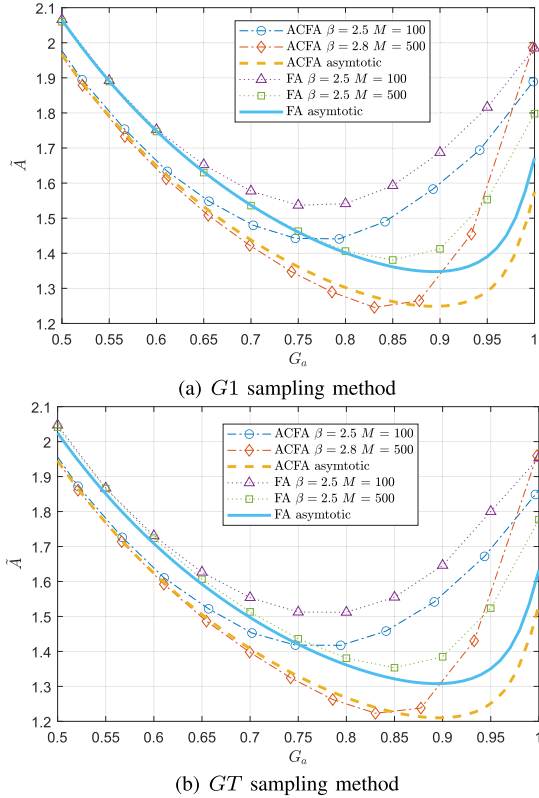 2.1
2
1.9
1.8
1.7
1.6
1.5
1.4
1.3
1.2
Ã
ACFA β = 2.5 M = 100
ACFA β = 2.8 M = 500
ACFA asymtotic
FA β = 2.5 M = 100
FA β = 2.5 M = 500
FA asymptotic
0.5 0.55 0.6 0.65 0.7 0.75 0.8 0.85 0.9 0.95 1
Gₐ
(a) G1 sampling method
2.1
2
1.9
1.8
1.7
1.6
1.5
1.4
1.3
1.2
Ã
ACFA β = 2.5 M = 100
ACFA β = 2.8 M = 500
ACFA asymptotic
FA β = 2.5 M = 100
FA β = 2.5 M = 500
FA asymptotic
0.5 0.55 0.6 0.65 0.7 0.75 0.8 0.85 0.9 0.95 1
Gₐ
(b) GT sampling method